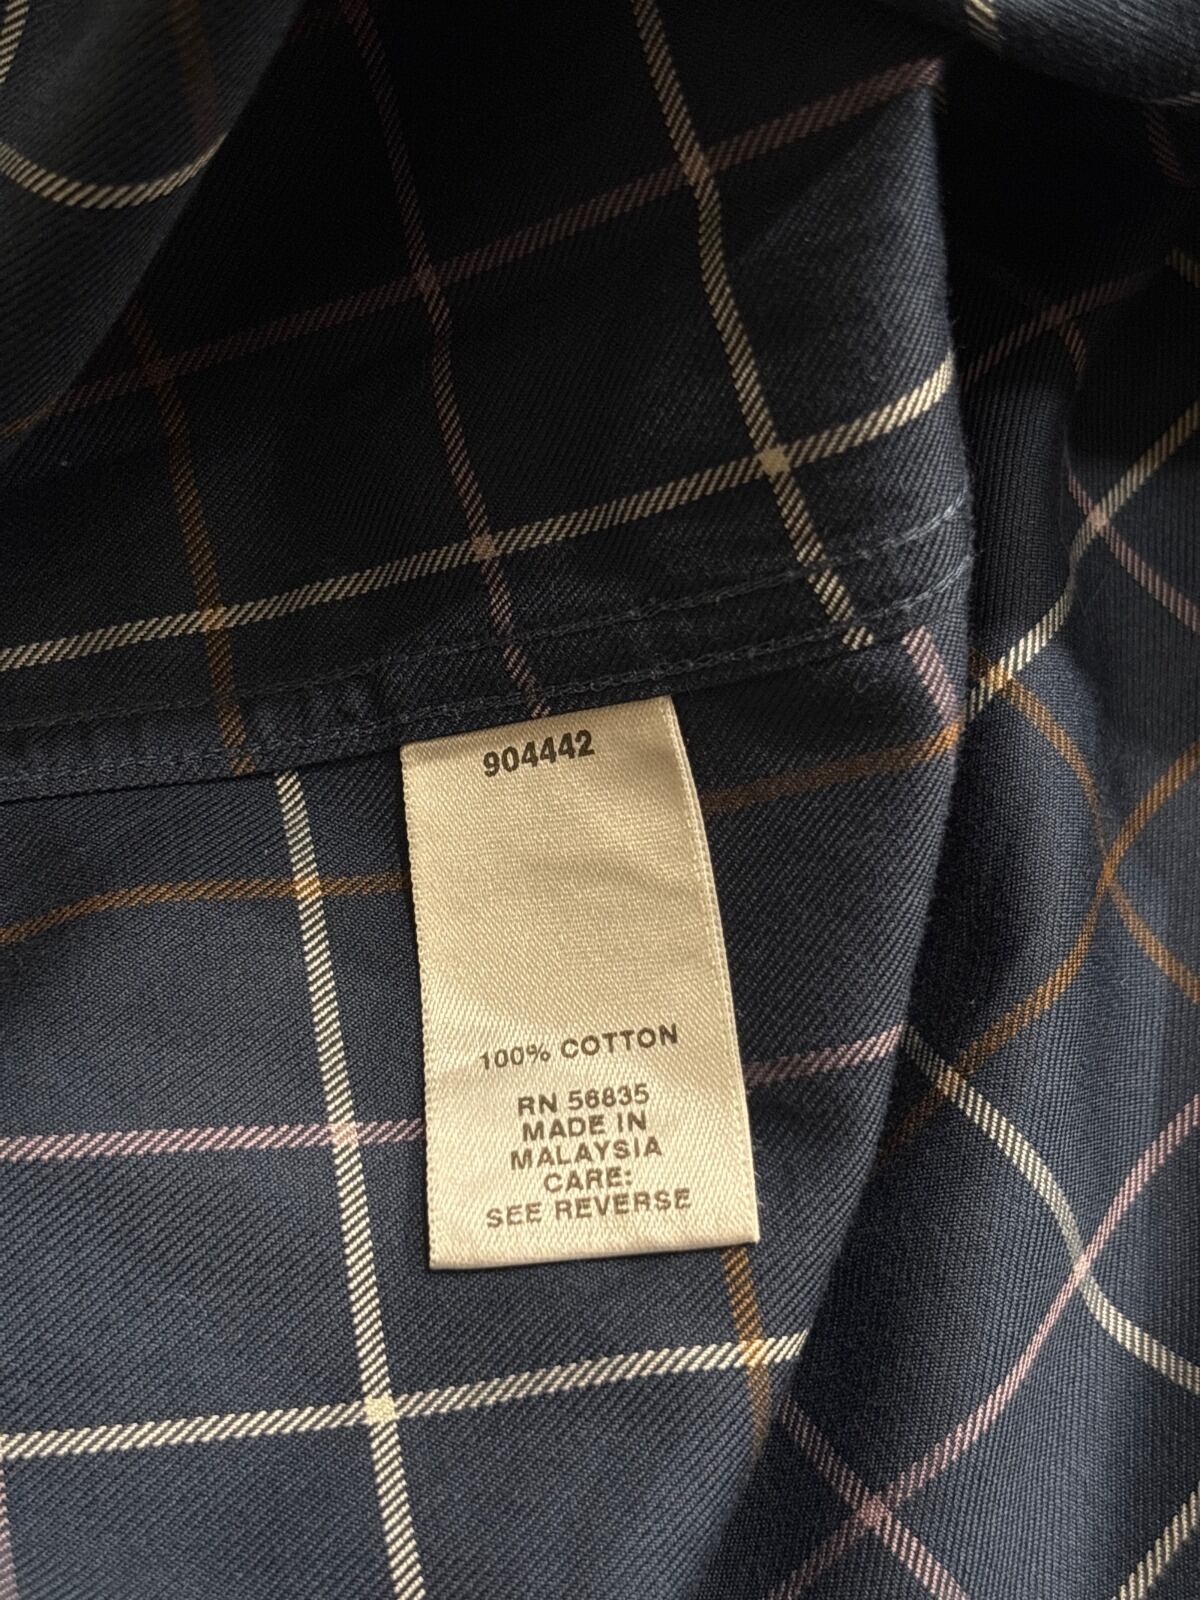 904442
100% COTTON
RN 56835
MADE IN
MALAYSIA
CARE:
SEE REVERSE